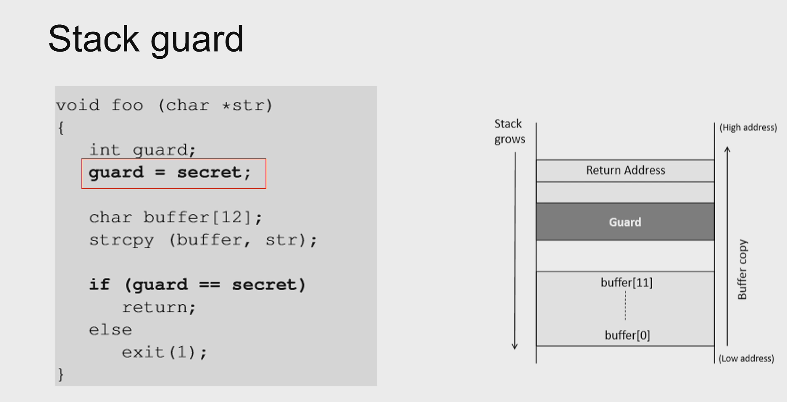 Stack guard
void foo (char *str)
{
int guard;
guard = secret;
char buffer[12];
strcpy (buffer, str);
if (guard == secret)
return;
else
exit(1);
}
Stack
grows
(High address)
Return Address
Guard
Buffer copy
buffer[11]
buffer[0]
(Low address)